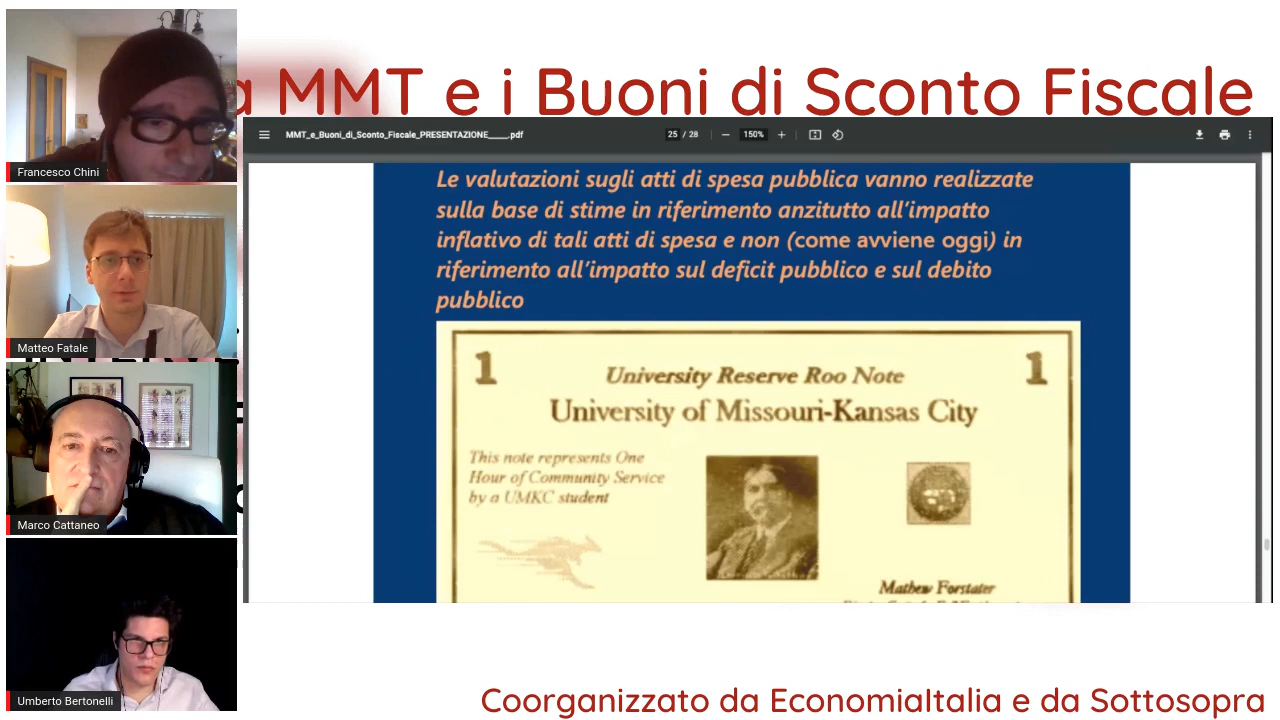 a MMT e i Buoni di Sconto Fiscale
MMT_e_Buoni_di_Sconto_Fiscale_PRESENTAZIONE____.pdf
25 / 28
150%
Le valutazioni sugli atti di spesa pubblica vanno realizzate
sulla base di stime in riferimento anzitutto all’impatto
inflativo di tali atti di spesa e non (come avviene oggi) in
riferimento all’impatto sul deficit pubblico e sul debito
pubblico
1
University Reserve Roo Note
1
University of Missouri-Kansas City
This note represents One
Hour of Community Service
by a UMKC student
Mathew Forstater
Francesco Chini
Matteo Fatale
Marco Cattaneo
Umberto Bertonelli
Coorganizzato da EconomiaItalia e da Sottosopra